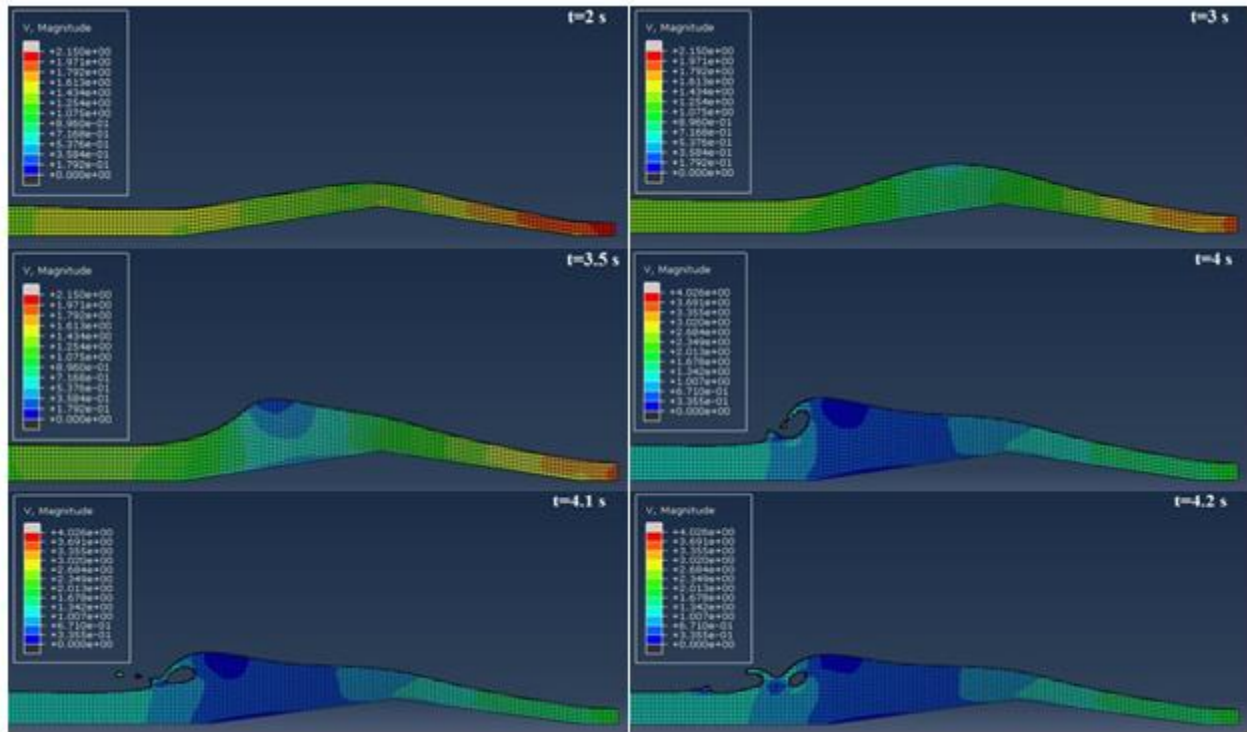 t=2 s
V, Magnitude
+2.150e+00
+1.971e+00
+1.792e+00
+1.613e+00
+1.434e+00
+1.254e+00
+1.075e+00
+8.960e-01
+7.168e-01
+5.376e-01
+3.584e-01
+1.792e-01
+0.000e+00
t=3 s
V, Magnitude
+2.150e+00
+1.971e+00
+1.792e+00
+1.613e+00
+1.434e+00
+1.254e+00
+1.075e+00
+8.960e-01
+7.168e-01
+5.376e-01
+3.584e-01
+1.792e-01
+0.000e+00
t=3.5 s
V, Magnitude
+2.150e+00
+1.971e+00
+1.792e+00
+1.613e+00
+1.434e+00
+1.254e+00
+1.075e+00
+8.960e-01
+7.168e-01
+5.376e-01
+3.584e-01
+1.792e-01
+0.000e+00
t=4 s
V, Magnitude
+4.026e+00
+3.691e+00
+3.355e+00
+3.020e+00
+2.684e+00
+2.349e+00
+2.013e+00
+1.678e+00
+1.342e+00
+1.007e+00
+6.710e-01
+3.355e-01
+0.000e+00
t=4.1 s
V, Magnitude
+4.026e+00
+3.691e+00
+3.355e+00
+3.020e+00
+2.684e+00
+2.349e+00
+2.013e+00
+1.678e+00
+1.342e+00
+1.007e+00
+6.710e-01
+3.355e-01
+0.000e+00
t=4.2 s
V, Magnitude
+4.026e+00
+3.691e+00
+3.355e+00
+3.020e+00
+2.684e+00
+2.349e+00
+2.013e+00
+1.678e+00
+1.342e+00
+1.007e+00
+6.710e-01
+3.355e-01
+0.000e+00